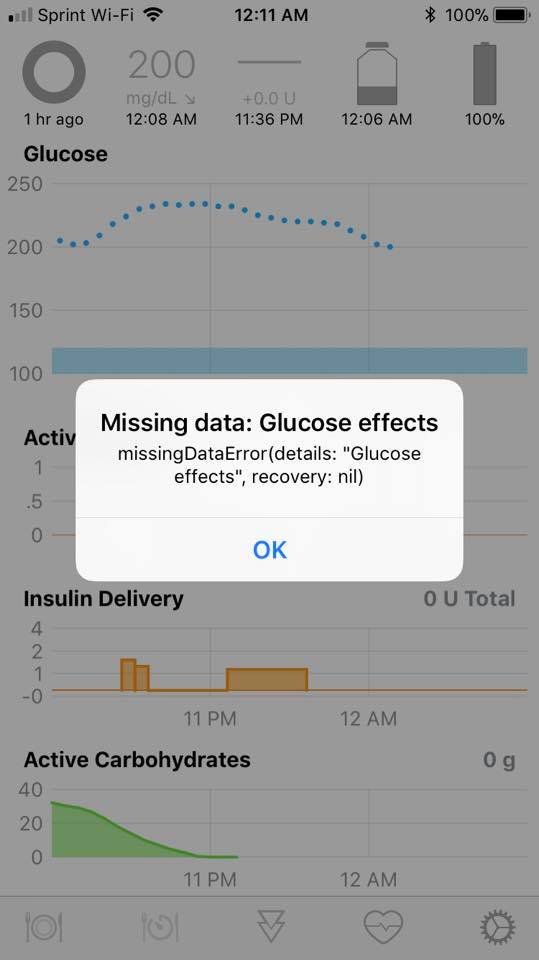 Sprint Wi-Fi 12:11 AM 100%
200
mg/dL ↘ +0.0 U
1 hr ago 12:08 AM 11:36 PM 12:06 AM 100%
Glucose
250
200
150
100
Missing data: Glucose effects
missingDataError(details: "Glucose
effects", recovery: nil)
OK
Activ
1
.5
0
Insulin Delivery 0 U Total
4
2
1
-0
11 PM 12 AM
Active Carbohydrates 0 g
40
20
0
11 PM 12 AM